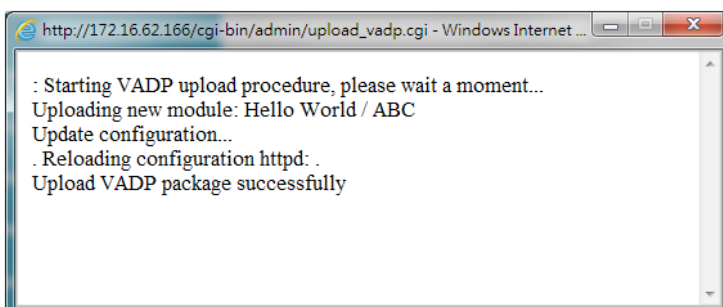 http://172.16.62.166/cgi-bin/admin/upload_vadp.cgi - Windows Internet ...
: Starting VADP upload procedure, please wait a moment...
Uploading new module: Hello World / ABC
Update configuration...
. Reloading configuration httpd: .
Upload VADP package successfully